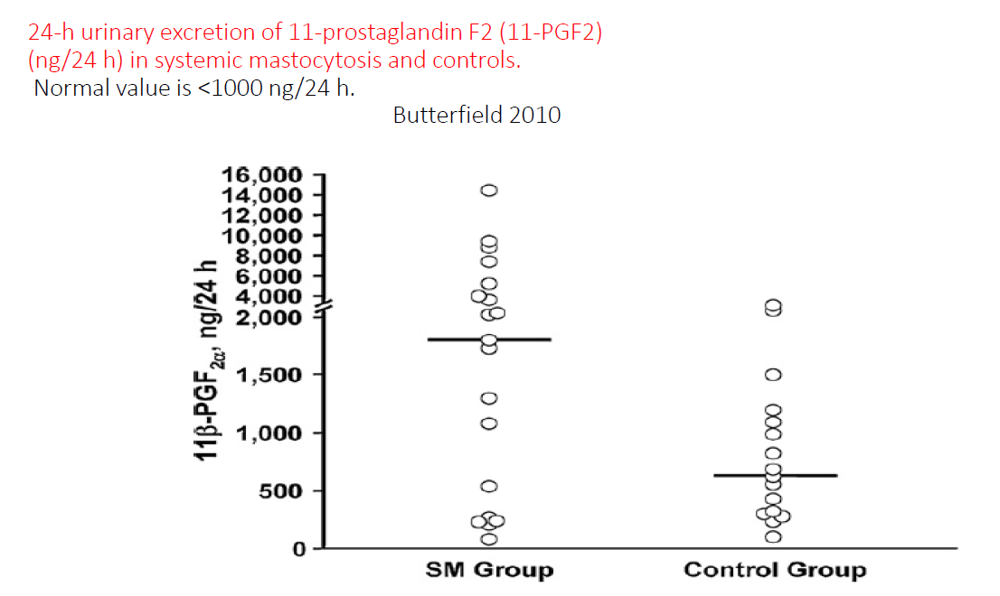 24-h urinary excretion of 11-prostaglandin F2 (11-PGF2)
(ng/24 h) in systemic mastocytosis and controls.
Normal value is <1000 ng/24 h.
Butterfield 2010
16,000
14,000
12,000
10,000
8,000
6,000
4,000
2,000
1,500
1,000
500
0
11β-PGF2α, ng/24 h
SM Group
Control Group